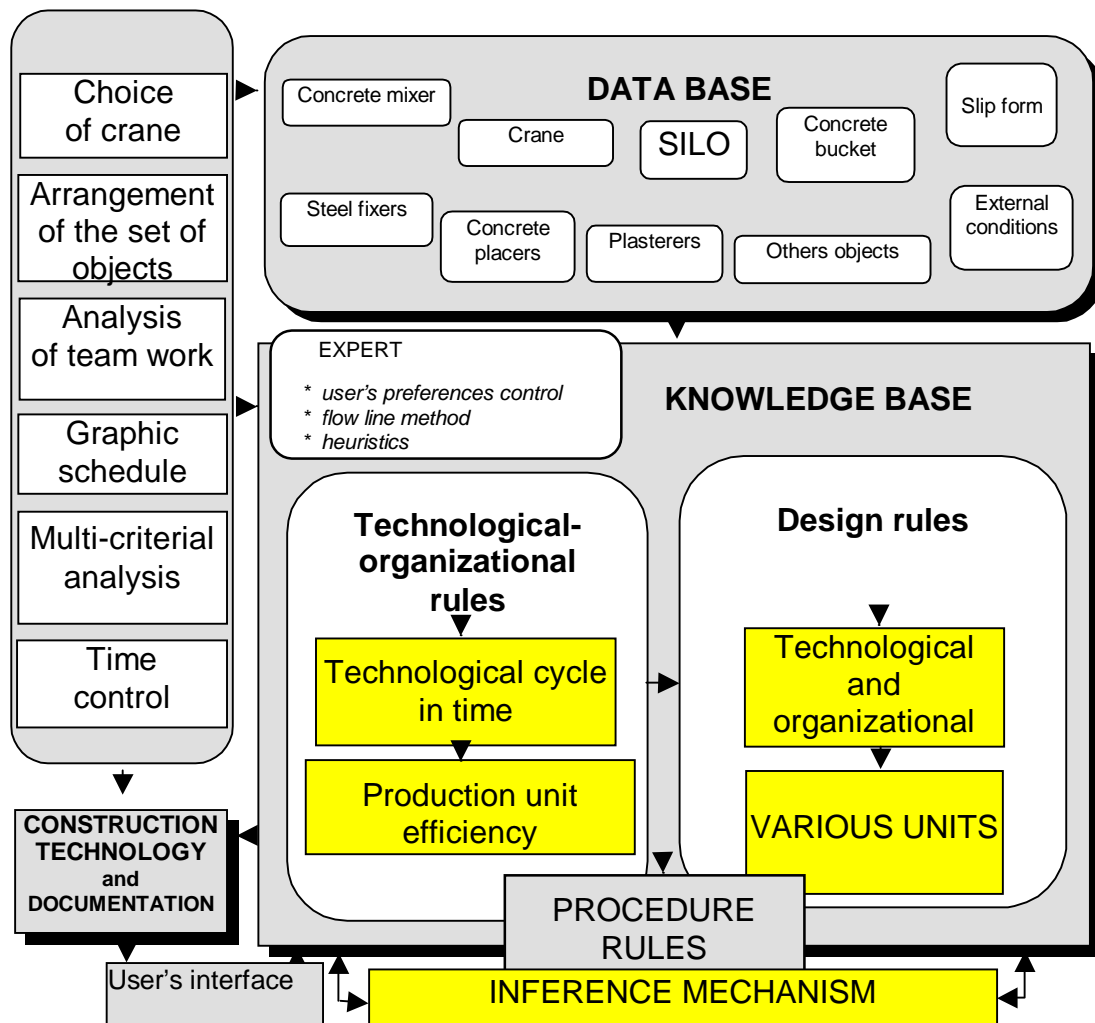 Choice
of crane
Arrangement
of the set of
objects
Analysis
of team work
Graphic
schedule
Multi-criterial
analysis
Time
control
DATA BASE
Concrete mixer
Crane
SILO
Concrete
bucket
Slip form
Steel fixers
Concrete
placers
Plasterers
Others objects
External
conditions
EXPERT
* user's preferences control
* flow line method
* heuristics
KNOWLEDGE BASE
Technological-
organizational
rules
Technological cycle
in time
Production unit
efficiency
Design rules
Technological
and
organizational
VARIOUS UNITS
PROCEDURE
RULES
INFERENCE MECHANISM
CONSTRUCTION
TECHNOLOGY
and
DOCUMENTATION
User's interface